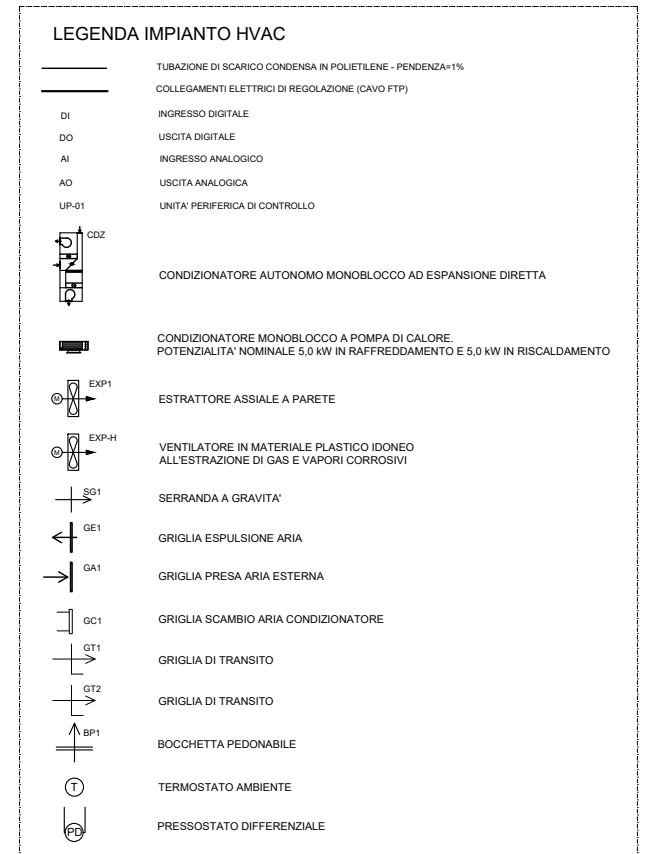 LEGENDA IMPIANTO HVAC
TUBAZIONE DI SCARICO CONDENSA IN POLIETILENE - PENDENZA=1%
COLLEGAMENTI ELETTRICI DI REGOLAZIONE (CAVO FTP)
DI INGRESSO DIGITALE
DO USCITA DIGITALE
AI INGRESSO ANALOGICO
AO USCITA ANALOGICA
UP-01 UNITA' PERIFERICA DI CONTROLLO
CDZ
CONDIZIONATORE AUTONOMO MONOBLOCCO AD ESPANSIONE DIRETTA
CONDIZIONATORE MONOBLOCCO A POMPA DI CALORE.
POTENZIALITA' NOMINALE 5,0 kW IN RAFFREDDAMENTO E 5,0 kW IN RISCALDAMENTO
EXP1
M ESTRATTORE ASSIALE A PARETE
EXP-H
M VENTILATORE IN MATERIALE PLASTICO IDONEO
ALL'ESTRAZIONE DI GAS E VAPORI CORROSIVI
SG1 SERRANDA A GRAVITA'
GE1 GRIGLIA ESPULSIONE ARIA
GA1 GRIGLIA PRESA ARIA ESTERNA
GC1 GRIGLIA SCAMBIO ARIA CONDIZIONATORE
GT1 GRIGLIA DI TRANSITO
GT2 GRIGLIA DI TRANSITO
BP1 BOCCHETTA PEDONABILE
T TERMOSTATO AMBIENTE
PD PRESSOSTATO DIFFERENZIALE